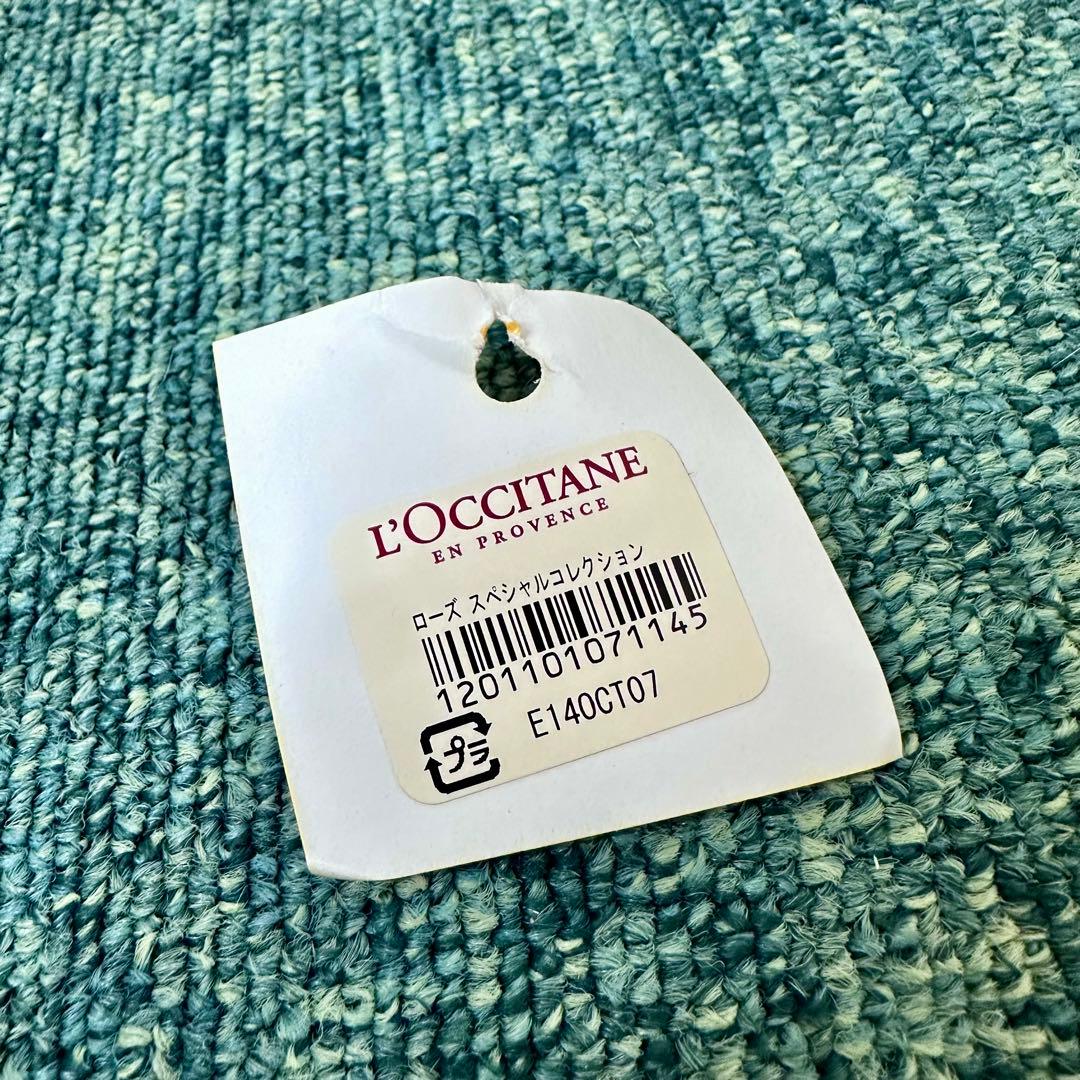 L'OCCITANE
EN PROVENCE
ローズ スペシャルコレクション
1201101071145
E140CT07
プラ